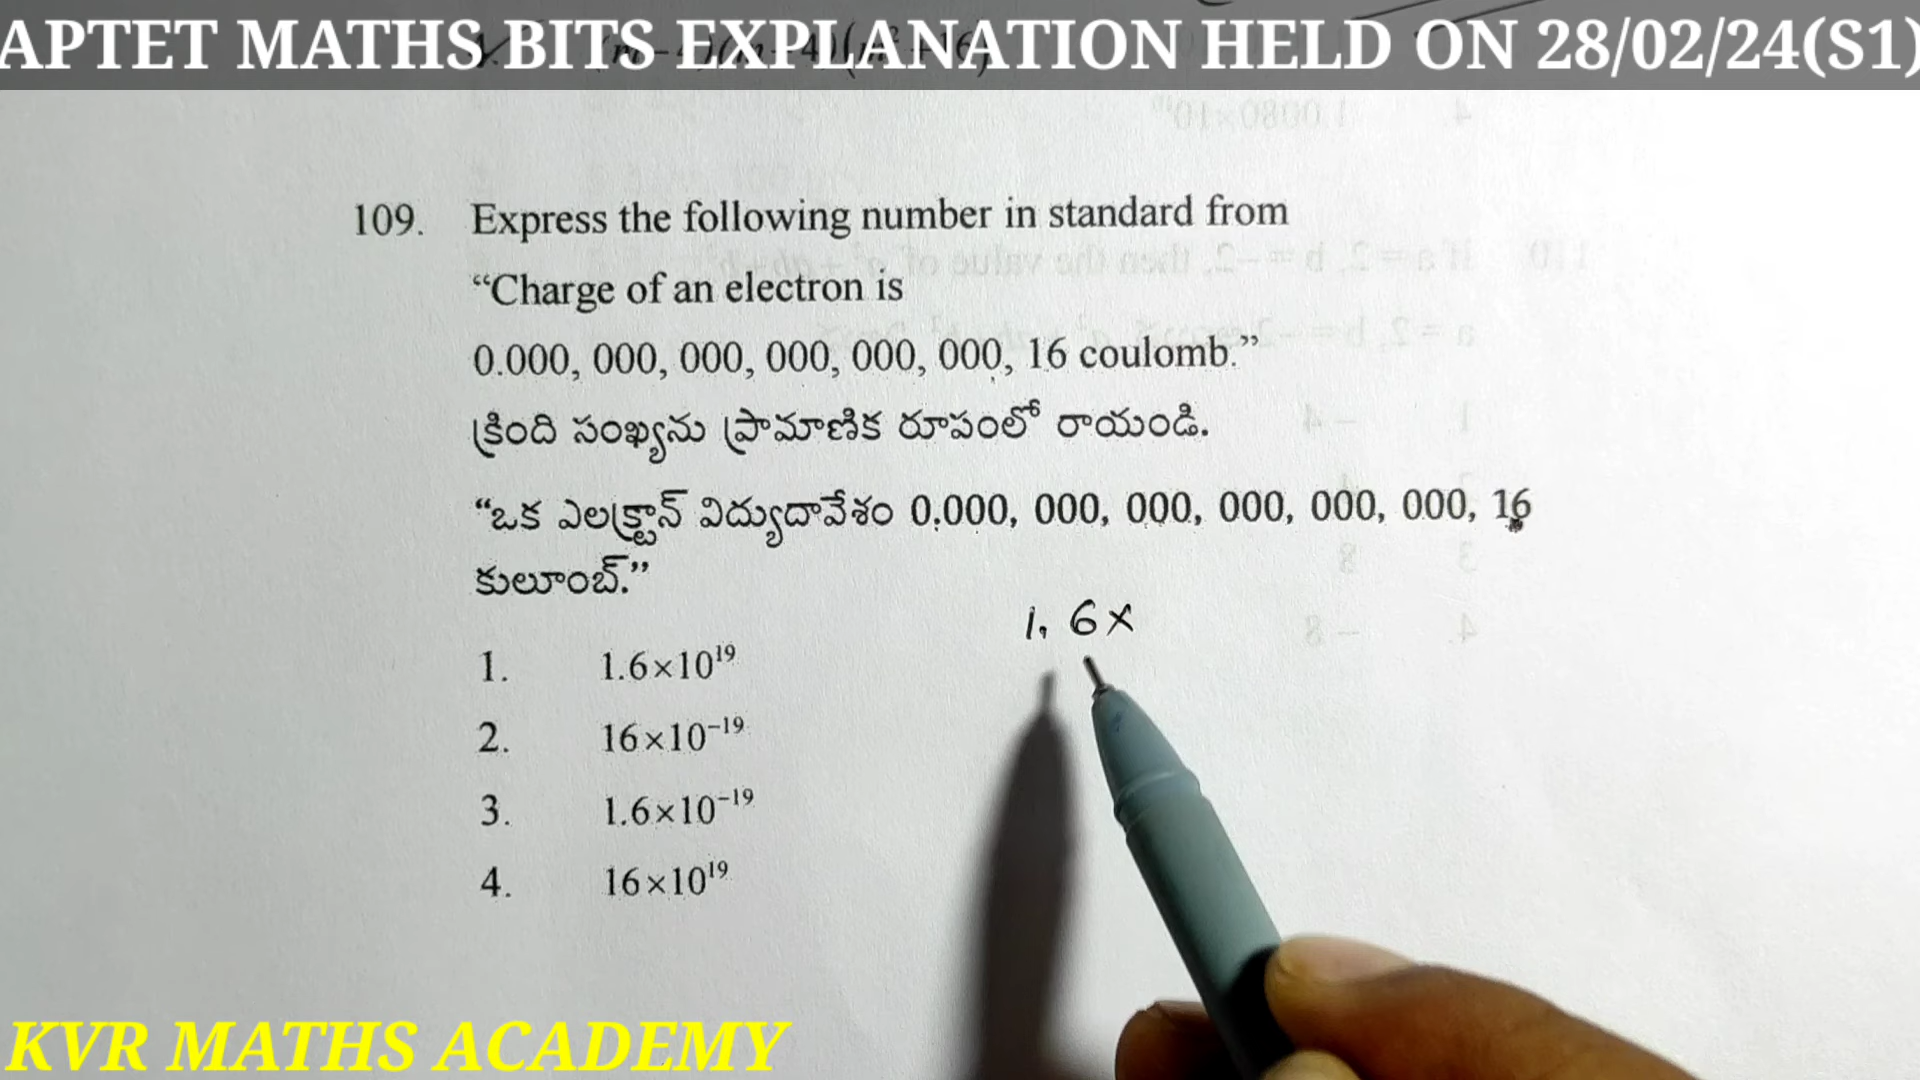 APTET MATHS BITS EXPLANATION HELD ON 28/02/24(S1)
109. Express the following number in standard from
“Charge of an electron is
0.000, 000, 000, 000, 000, 000, 16 coulomb.”
క్రింది సంఖ్యను ప్రామాణిక రూపంలో రాయండి.
“ఒక ఎలక్ట్రాన్ విద్యుదావేశం 0.000, 000, 000, 000, 000, 000, 16
కులూంబ్.”
1. 6 ×
1. 1.6×10¹⁹
2. 16×10⁻¹⁹
3. 1.6×10⁻¹⁹
4. 16×10¹⁹
KVR MATHS ACADEMY